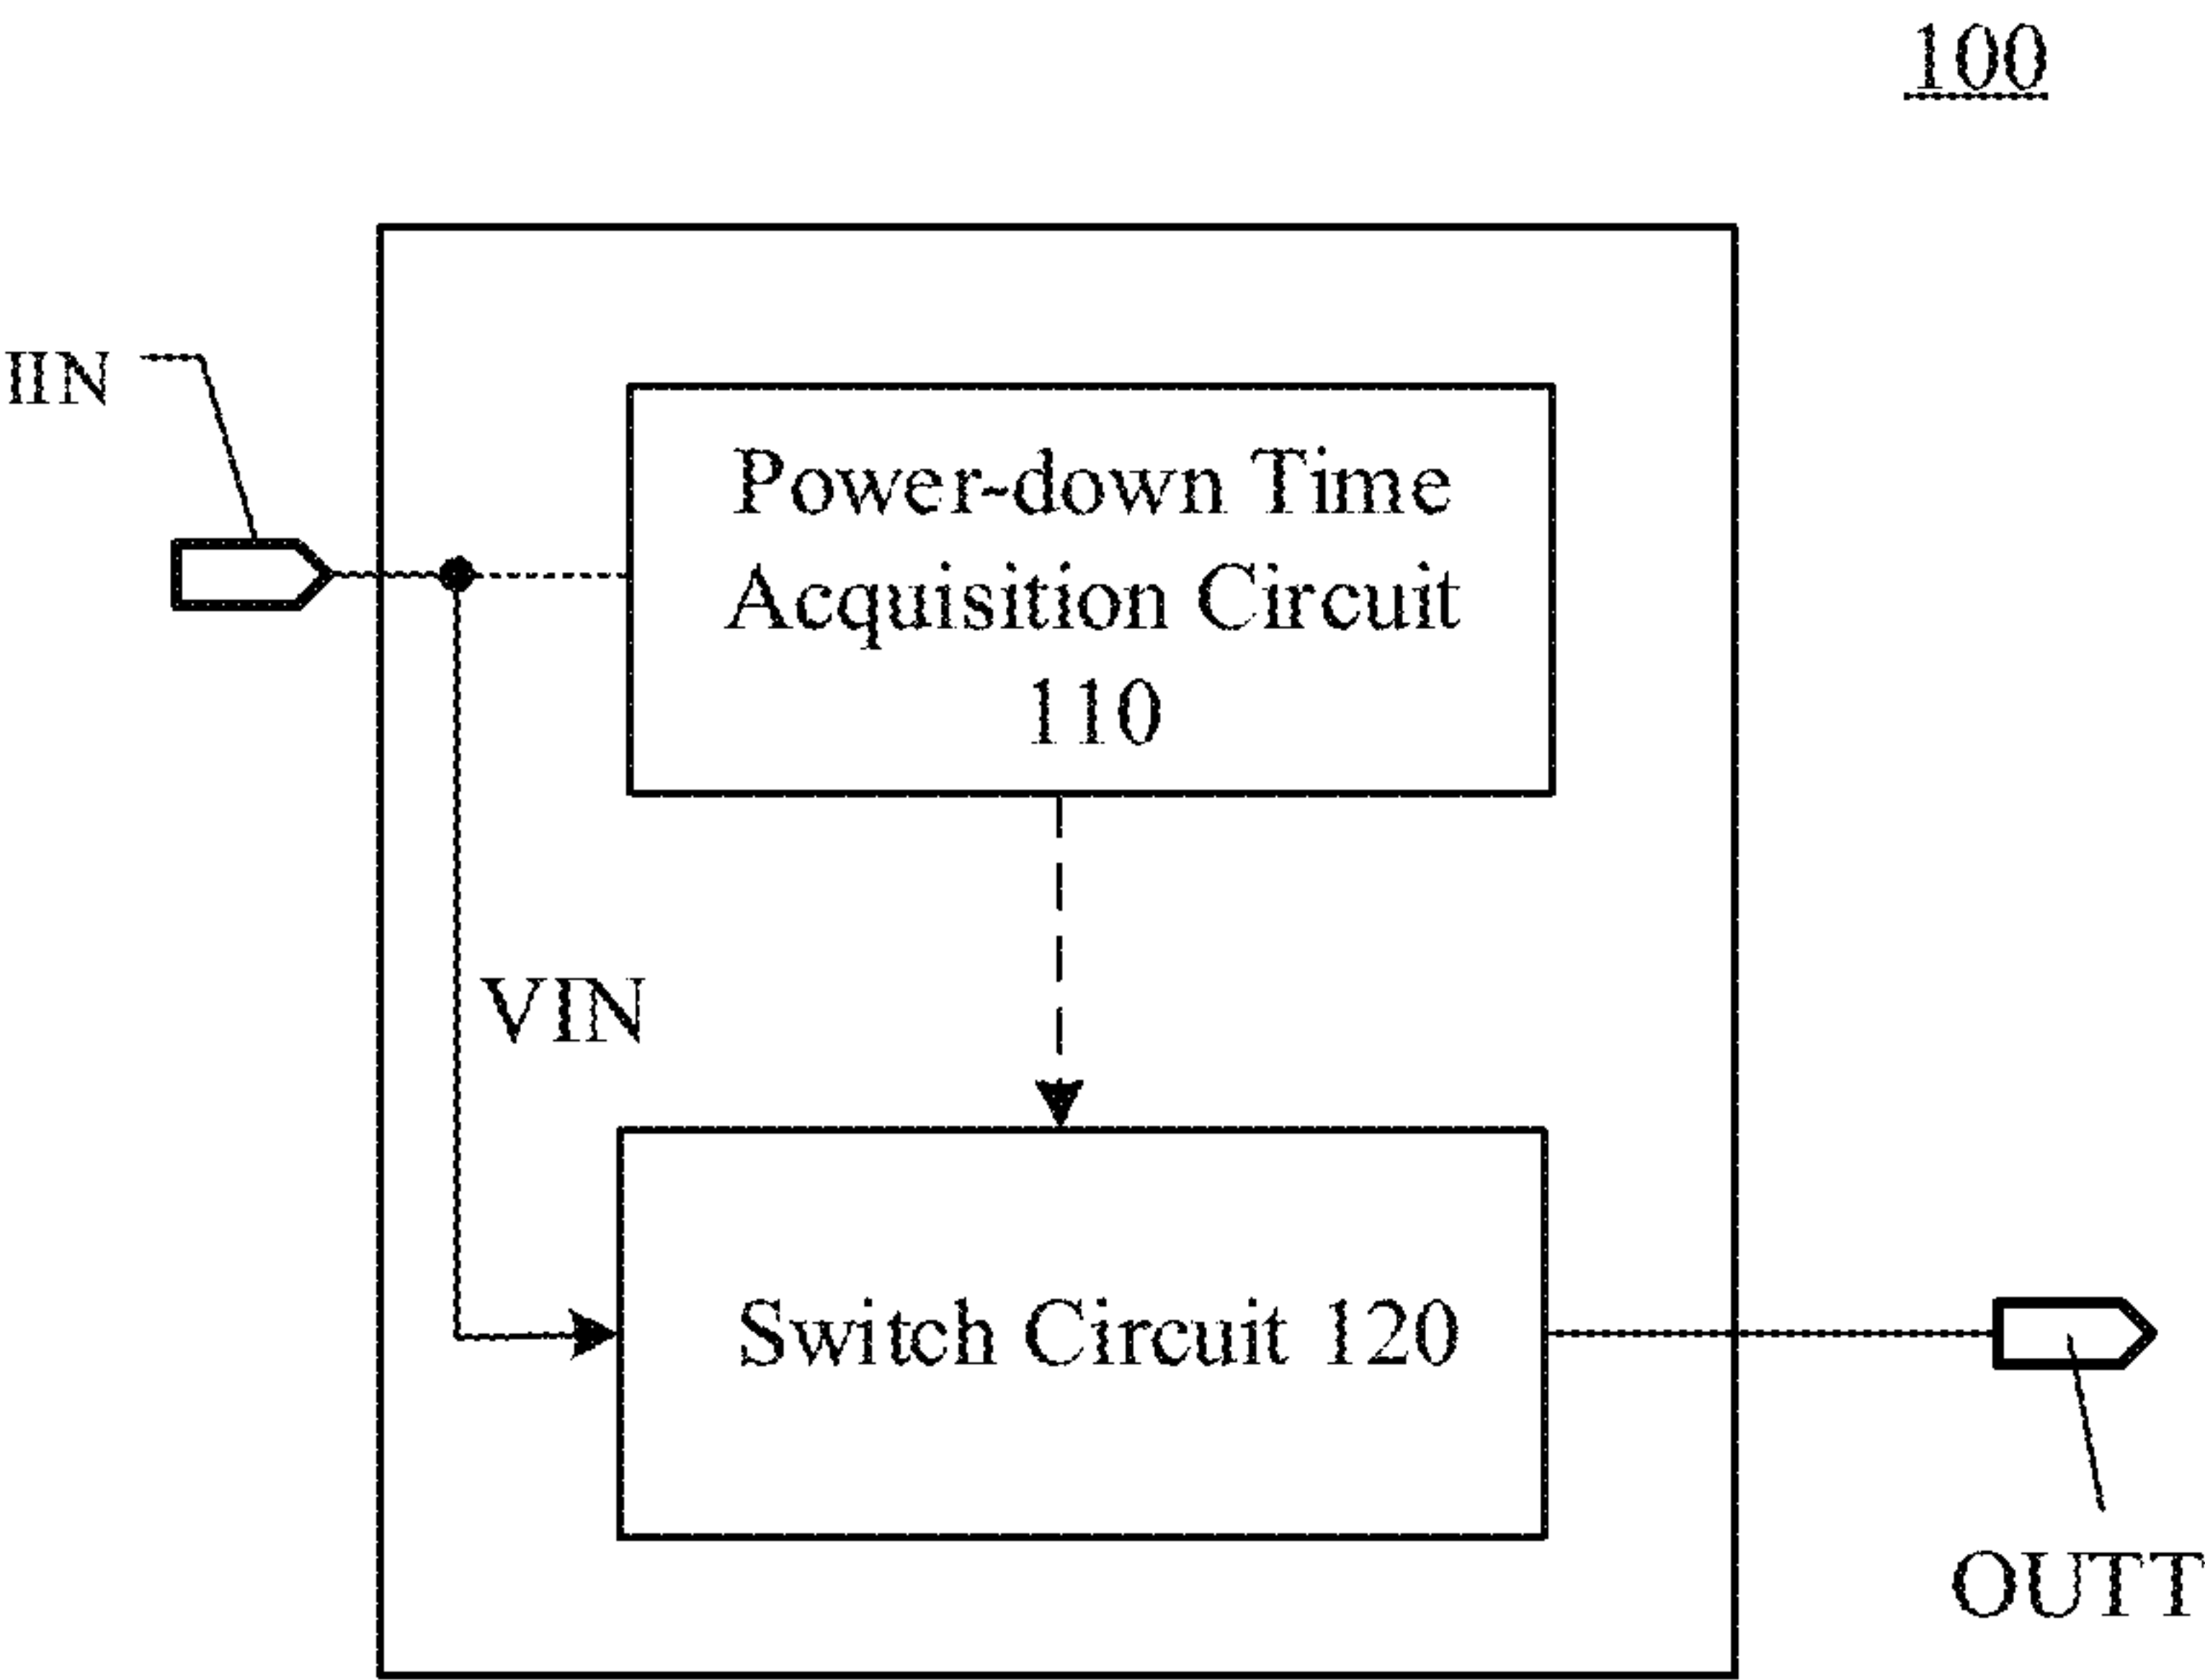 100
IIN
Power-down Time
Acquisition Circuit
110
VIN
Switch Circuit 120
OUTT